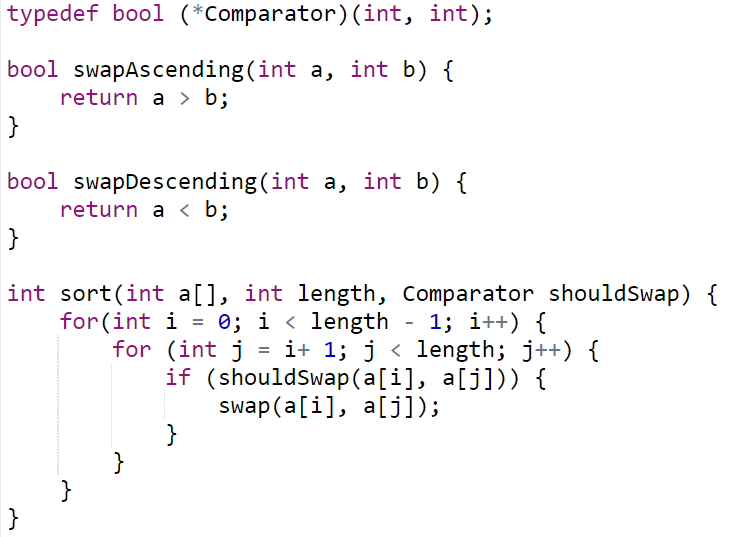 typedef bool (*Comparator)(int, int);

bool swapAscending(int a, int b) {
    return a > b;
}

bool swapDescending(int a, int b) {
    return a < b;
}

int sort(int a[], int length, Comparator shouldSwap) {
    for(int i = 0; i < length - 1; i++) {
        for (int j = i+ 1; j < length; j++) {
            if (shouldSwap(a[i], a[j])) {
                swap(a[i], a[j]);
            }
        }
    }
}